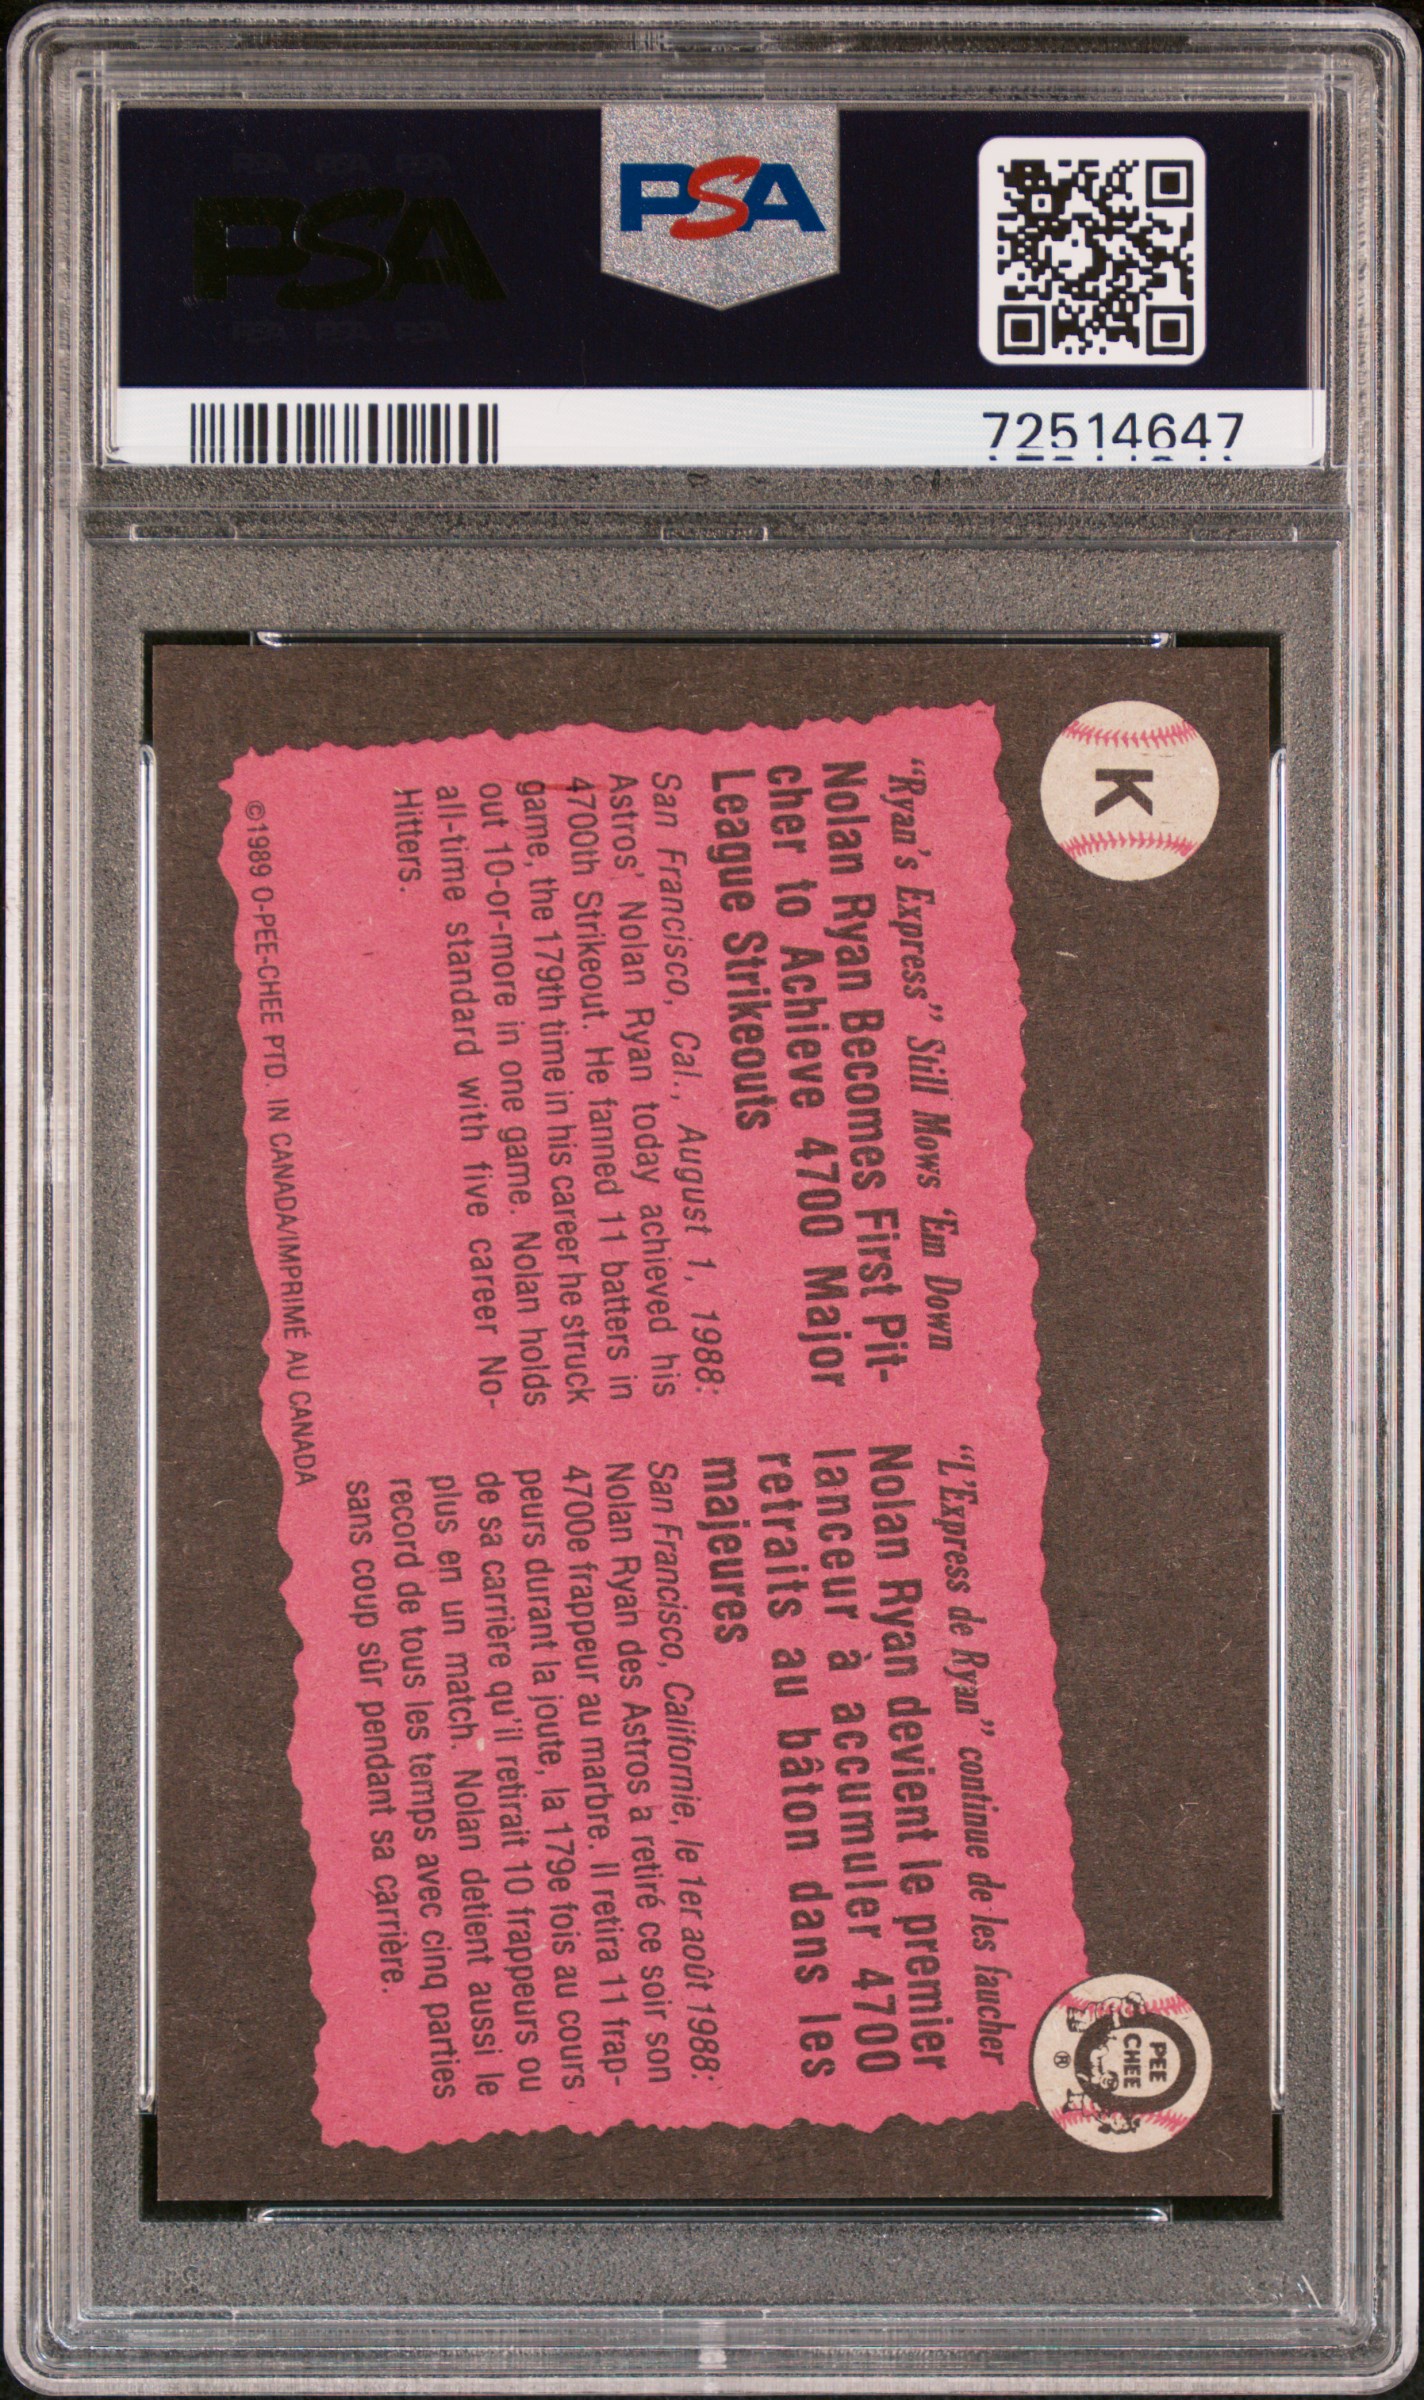 PSA
PSA
72514647
K
"Ryan's Express" Still Mows 'Em Down
Nolan Ryan Becomes First Pit-
cher to Achieve 4700 Major
League Strikeouts
San Francisco, Cal., August 1, 1988:
Astros' Nolan Ryan today achieved his
4700th Strikeout. He fanned 11 batters in
game, the 179th time in his career he struck
out 10-or-more in one game. Nolan holds
all-time standard with five career No-
Hitters.
"L'Express de Ryan" continue de les faucher
Nolan Ryan devient le premier
lanceur à accumuler 4700
retraits au bâton dans les
majeures
San Francisco, Californie, le 1er août 1988:
Nolan Ryan des Astros a retiré ce soir son
4700e frappeur au marbre. Il retira 11 frap-
peurs durant la joute, la 179e fois au cours
de sa carrière qu'il retirait 10 frappeurs ou
plus en un match. Nolan detient aussi le
record de tous les temps avec cinq parties
sans coup sûr pendant sa carrière.
©1989 O-PEE-CHEE PTD. IN CANADA/IMPRIMÉ AU CANADA
O
PEE
CHEE
®